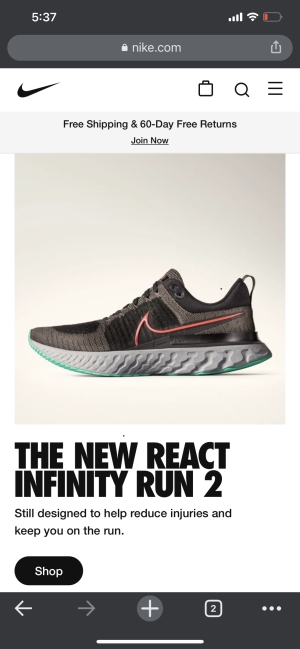 5:37
nike.com
Free Shipping & 60-Day Free Returns
Join Now
THE NEW REACT
INFINITY RUN 2
Still designed to help reduce injuries and
keep you on the run.
Shop
2